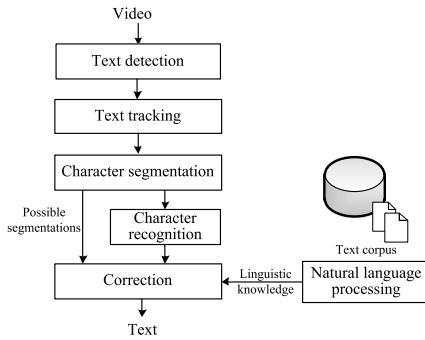 Video
Text detection
Text tracking
Character segmentation
Possible
segmentations
Character
recognition
Text corpus
Correction
Linguistic
knowledge
Natural language
processing
Text